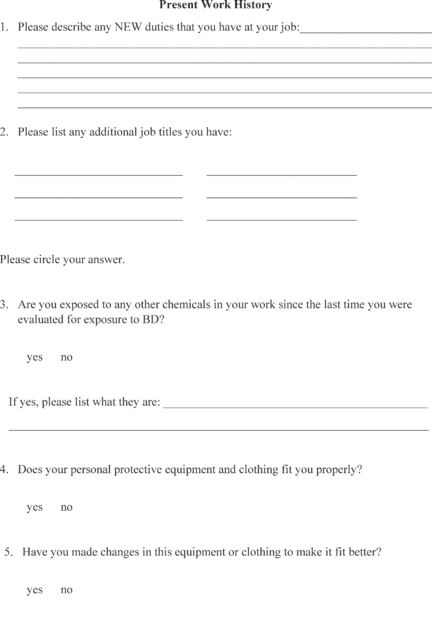 Present Work History
1. Please describe any NEW duties that you have at your job:
2. Please list any additional job titles you have:
Please circle your answer.
3. Are you exposed to any other chemicals in your work since the last time you were
evaluated for exposure to BD?
yes no
If yes, please list what they are:
4. Does your personal protective equipment and clothing fit you properly?
yes no
5. Have you made changes in this equipment or clothing to make it fit better?
yes no